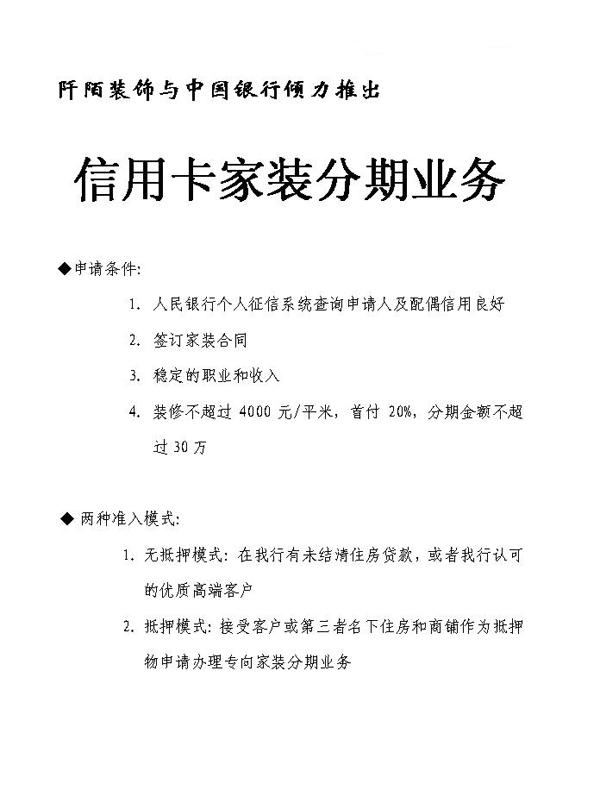 阡陌装饰与中国银行倾力推出
信用卡家装分期业务
◆申请条件:
1. 人民银行个人征信系统查询申请人及配偶信用良好
2. 签订家装合同
3. 稳定的职业和收入
4. 装修不超过 4000 元/平米，首付 20%，分期金额不超
过 30 万
◆ 两种准入模式:
1. 无抵押模式: 在我行有未结清住房贷款，或者我行认可
的优质高端客户
2. 抵押模式: 接受客户或第三者名下住房和商铺作为抵押
物申请办理专向家装分期业务